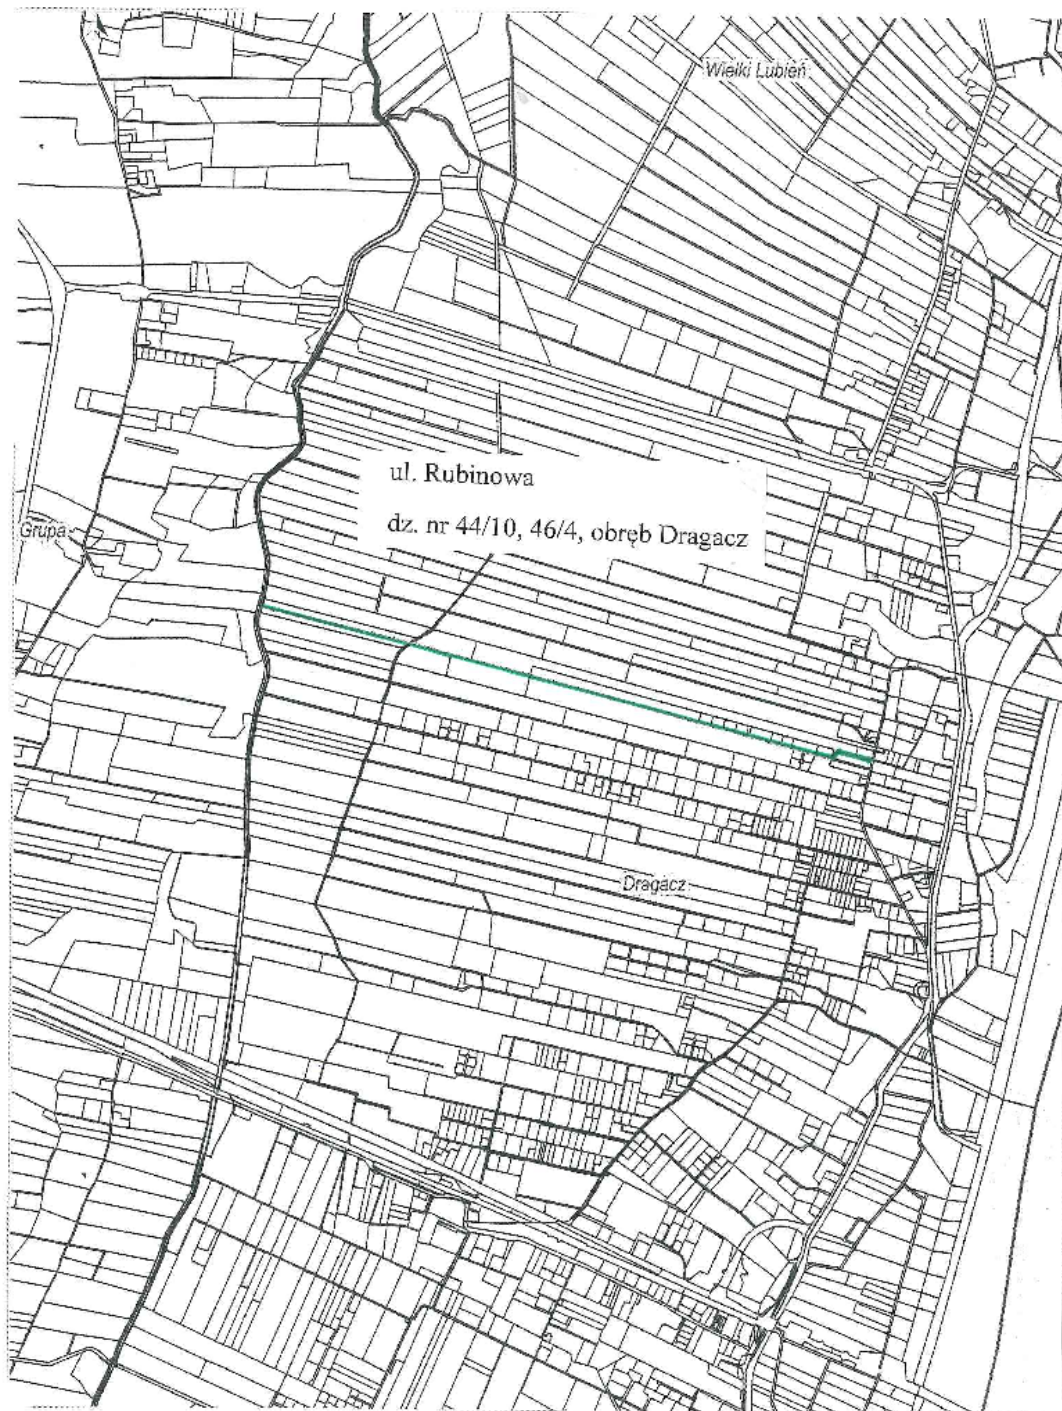 Wielki Lubień
ul. Rubinowa
dz. nr 44/10, 46/4, obręb Dragacz
Grupa
Dragacz